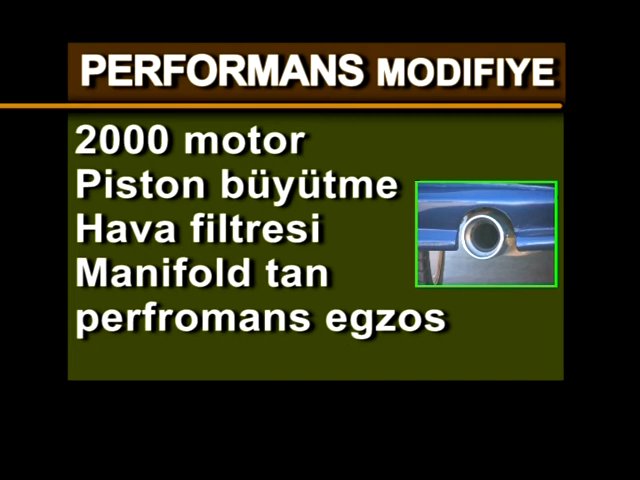 PERFORMANS MODIFIYE
2000 motor
Piston büyütme
Hava filtresi
Manifold tan
perfromans egzos